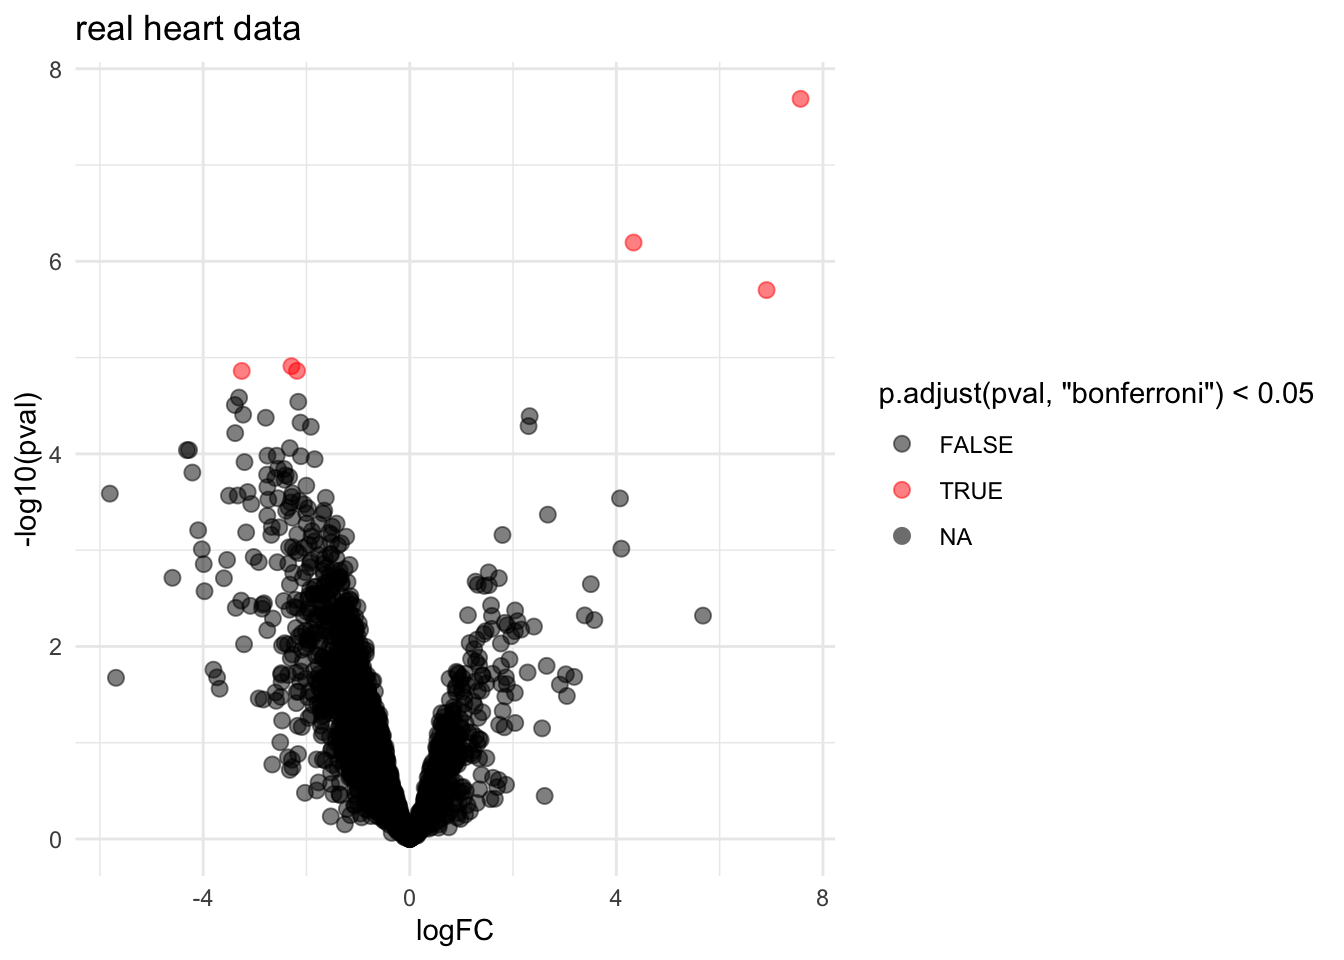 real heart data
8
6
4
2
0
-log10(pval)
-4
0
4
8
logFC
p.adjust(pval, "bonferroni") < 0.05
FALSE
TRUE
NA